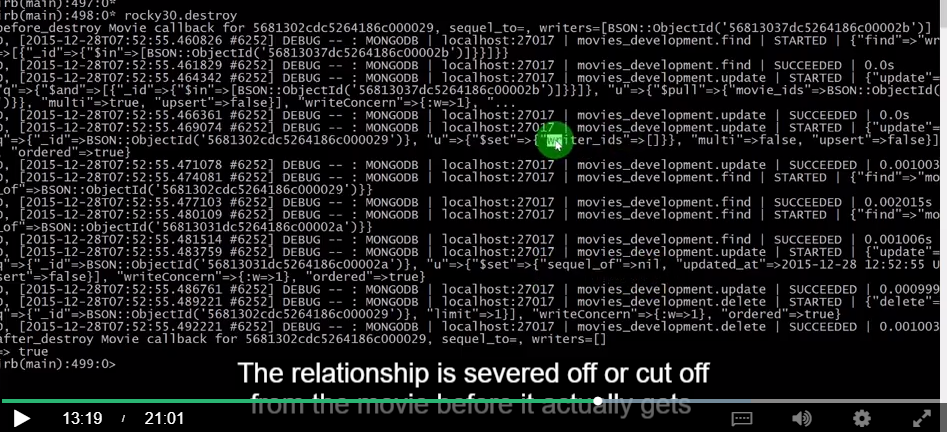 irb(main):497:0*
irb(main):498:0* rocky30.destroy
before_destroy Movie callback for 5681302cdc5264186c000029, sequel_to=, writers=[BSON::ObjectId('56813037dc5264186c00002b')]
D, [2015-12-28T07:52:55.460826 #6252] DEBUG -- : MONGODB | localhost:27017 | movies_development.find | STARTED | {"find"=>"wr
=>[{"_id"=>{"$in"=>[BSON::ObjectId('56813037dc5264186c00002b')]}}]}}
D, [2015-12-28T07:52:55.461829 #6252] DEBUG -- : MONGODB | localhost:27017 | movies_development.find | SUCCEEDED | 0.0s
D, [2015-12-28T07:52:55.464342 #6252] DEBUG -- : MONGODB | localhost:27017 | movies_development.update | STARTED | {"update"=
"q"=>{"$and"=>[{"_id"=>{"$in"=>[BSON::ObjectId('56813037dc5264186c00002b')]}}]}, "u"=>{"$pull"=>{"movie_ids"=>BSON::ObjectId(
')}}, "multi"=>true, "upsert"=>false}], "writeConcern"=>{:w=>1}, "...
D, [2015-12-28T07:52:55.466361 #6252] DEBUG -- : MONGODB | localhost:27017 | movies_development.update | SUCCEEDED | 0.0s
D, [2015-12-28T07:52:55.469074 #6252] DEBUG -- : MONGODB | localhost:27017 | movies_development.update | STARTED | {"update"=
q"=>{"_id"=>BSON::ObjectId('5681302cdc5264186c000029')}, "u"=>{"$set"=>{"writer_ids"=>[]}}, "multi"=>false, "upsert"=>false}]
"ordered"=>true}
D, [2015-12-28T07:52:55.471078 #6252] DEBUG -- : MONGODB | localhost:27017 | movies_development.update | SUCCEEDED | 0.001003
D, [2015-12-28T07:52:55.474081 #6252] DEBUG -- : MONGODB | localhost:27017 | movies_development.find | STARTED | {"find"=>"mo
_of"=>BSON::ObjectId('5681302cdc5264186c000029')}}
D, [2015-12-28T07:52:55.477103 #6252] DEBUG -- : MONGODB | localhost:27017 | movies_development.find | SUCCEEDED | 0.002015s
D, [2015-12-28T07:52:55.480109 #6252] DEBUG -- : MONGODB | localhost:27017 | movies_development.find | STARTED | {"find"=>"mo
_of"=>BSON::ObjectId('56813031dc5264186c00002a')}}
D, [2015-12-28T07:52:55.481514 #6252] DEBUG -- : MONGODB | localhost:27017 | movies_development.find | SUCCEEDED | 0.001006s
D, [2015-12-28T07:52:55.483759 #6252] DEBUG -- : MONGODB | localhost:27017 | movies_development.update | STARTED | {"update"=
q"=>{"_id"=>BSON::ObjectId('56813031dc5264186c00002a')}, "u"=>{"$set"=>{"sequel_of"=>nil, "updated_at"=>2015-12-28 12:52:55 U
sert"=>false}], "writeConcern"=>{:w=>1}, "ordered"=>true}
D, [2015-12-28T07:52:55.486761 #6252] DEBUG -- : MONGODB | localhost:27017 | movies_development.update | SUCCEEDED | 0.000999
D, [2015-12-28T07:52:55.489221 #6252] DEBUG -- : MONGODB | localhost:27017 | movies_development.delete | STARTED | {"delete"=
q"=>{"_id"=>BSON::ObjectId('5681302cdc5264186c000029')}, "limit"=>1}], "writeConcern"=>{:w=>1}, "ordered"=>true}
D, [2015-12-28T07:52:55.492221 #6252] DEBUG -- : MONGODB | localhost:27017 | movies_development.delete | SUCCEEDED | 0.001003
after_destroy Movie callback for 5681302cdc5264186c000029, sequel_to=, writers=[]
=> true
irb(main):499:0>
The relationship is severed off or cut off
from the movie before it actually gets
13:19 / 21:01